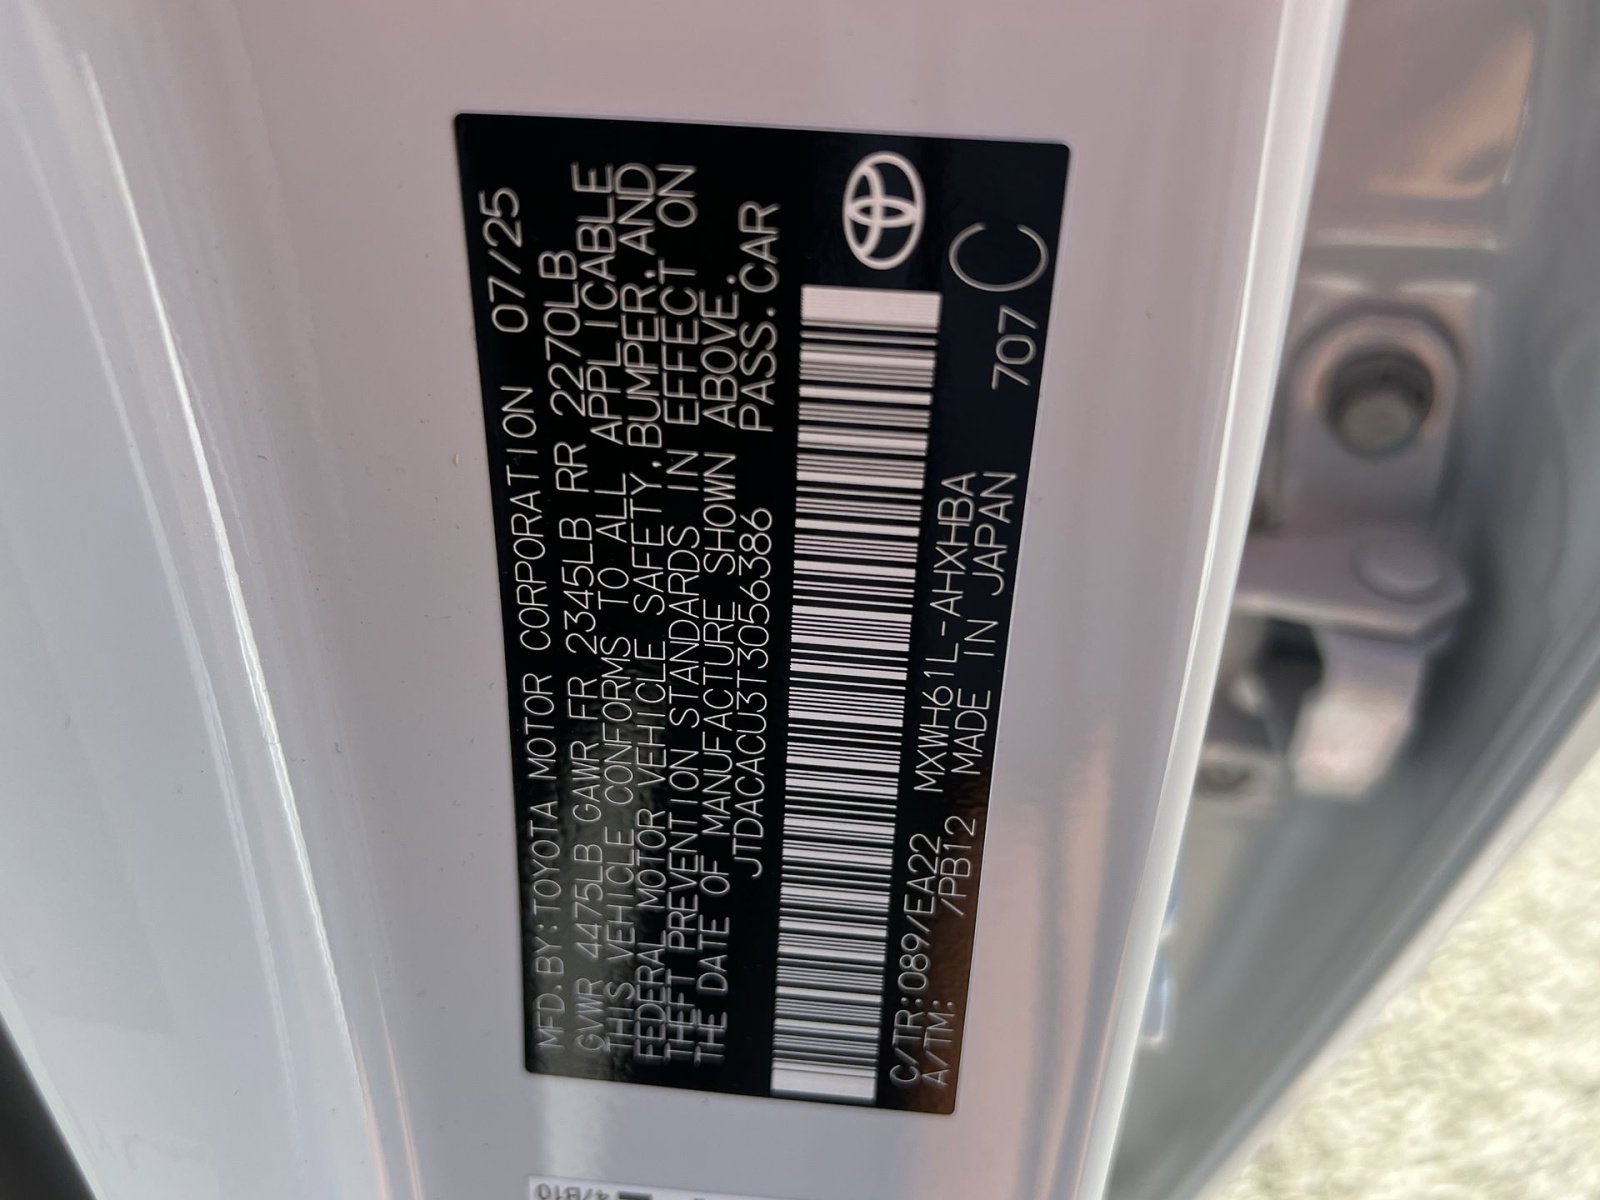 MFD.BY:TOYOTA MOTOR CORPORATION 07/25
GVWR 4475LB GAWR FR 2345LB RR 2270LB
THIS VEHICLE CONFORMS TO ALL APPLICABLE
FEDERAL MOTOR VEHICLE SAFETY,BUMPER,AND
THEFT PREVENTION STANDARDS IN EFFECT ON
THE DATE OF MANUFACTURE SHOWN ABOVE.
JTDACACU3T3056386 PASS.CAR
C/TR:089/EA22 MXWH61L-AHXHBA 707 C
A/TM: /PB12 MADE IN JAPAN
47B10